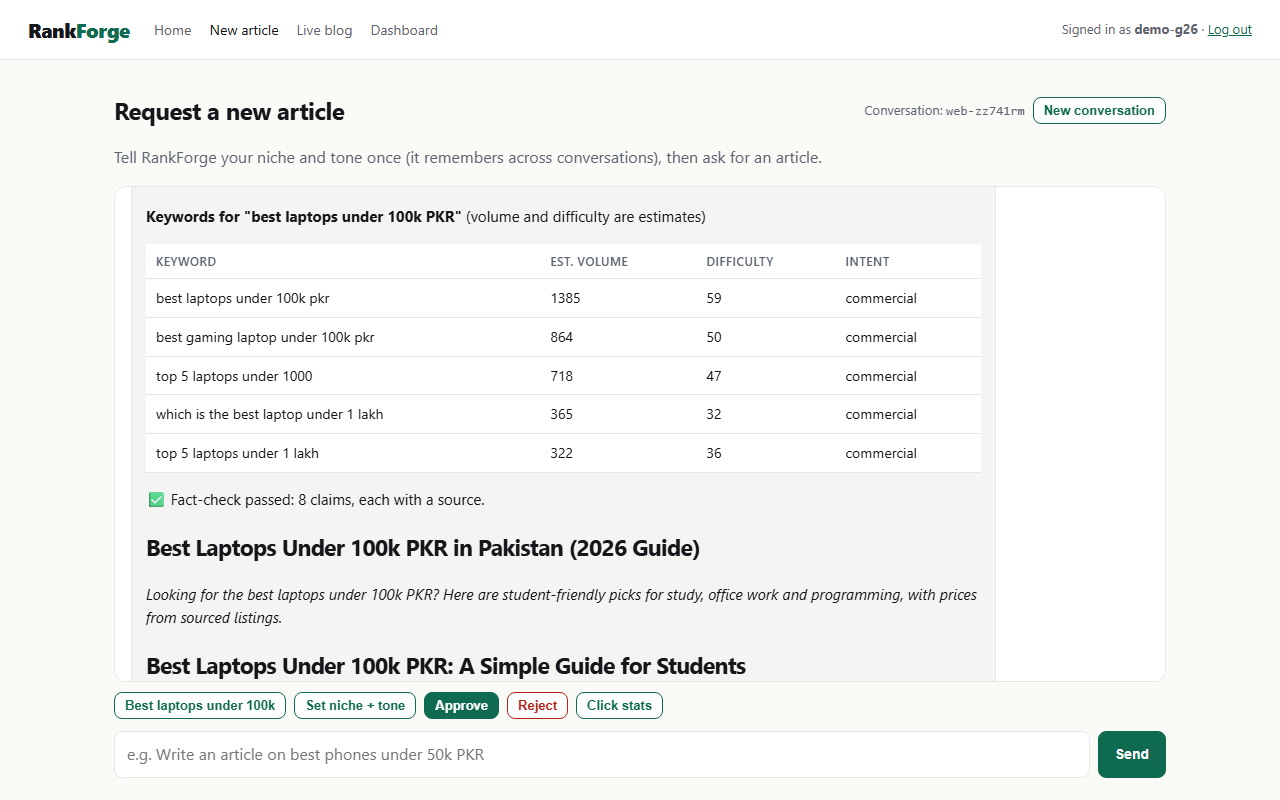 RankForge Home New article Live blog Dashboard Signed in as demo-g26 · Log out
Request a new article
Conversation: web-zz741rm New conversation
Tell RankForge your niche and tone once (it remembers across conversations), then ask for an article.
Keywords for "best laptops under 100k PKR" (volume and difficulty are estimates)
KEYWORD EST. VOLUME DIFFICULTY INTENT
best laptops under 100k pkr 1385 59 commercial
best gaming laptop under 100k pkr 864 50 commercial
top 5 laptops under 1000 718 47 commercial
which is the best laptop under 1 lakh 365 32 commercial
top 5 laptops under 1 lakh 322 36 commercial
✅ Fact-check passed: 8 claims, each with a source.
Best Laptops Under 100k PKR in Pakistan (2026 Guide)
Looking for the best laptops under 100k PKR? Here are student-friendly picks for study, office work and programming, with prices
from sourced listings.
Best Laptops Under 100k PKR: A Simple Guide for Students
Best laptops under 100k Set niche + tone Approve Reject Click stats
e.g. Write an article on best phones under 50k PKR Send